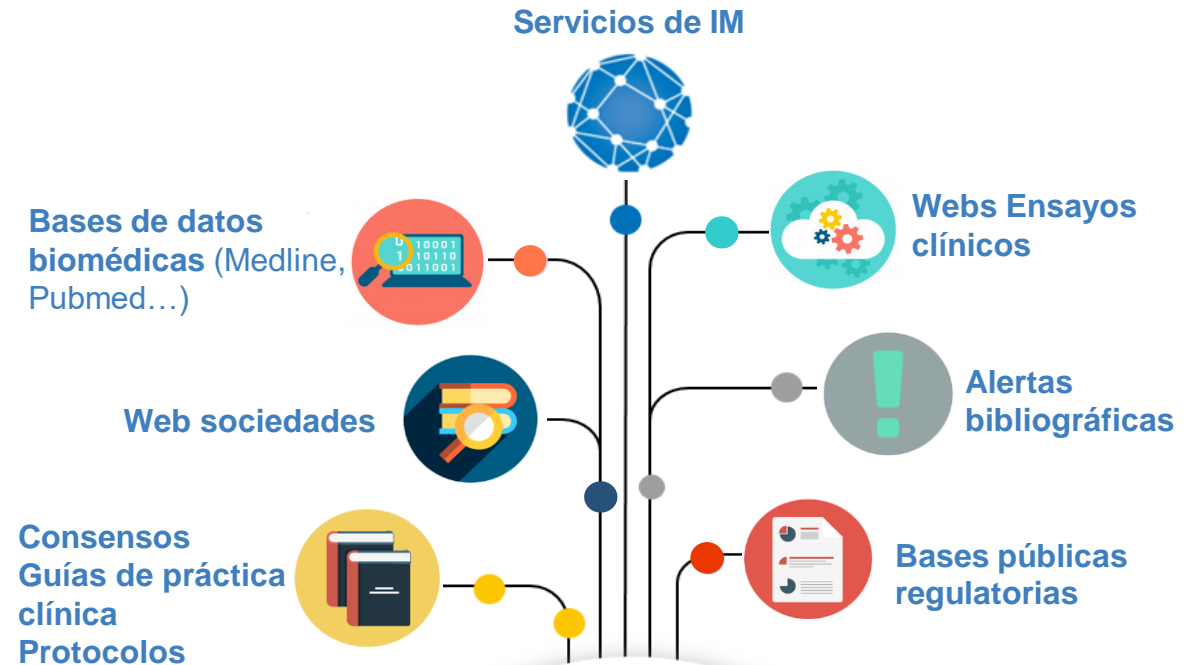 Servicios de IM
Bases de datos
biomédicas (Medline,
Pubmed…)
Webs Ensayos
clínicos
Web sociedades
Alertas
bibliográficas
Consensos
Guías de práctica
clínica
Protocolos
Bases públicas
regulatorias